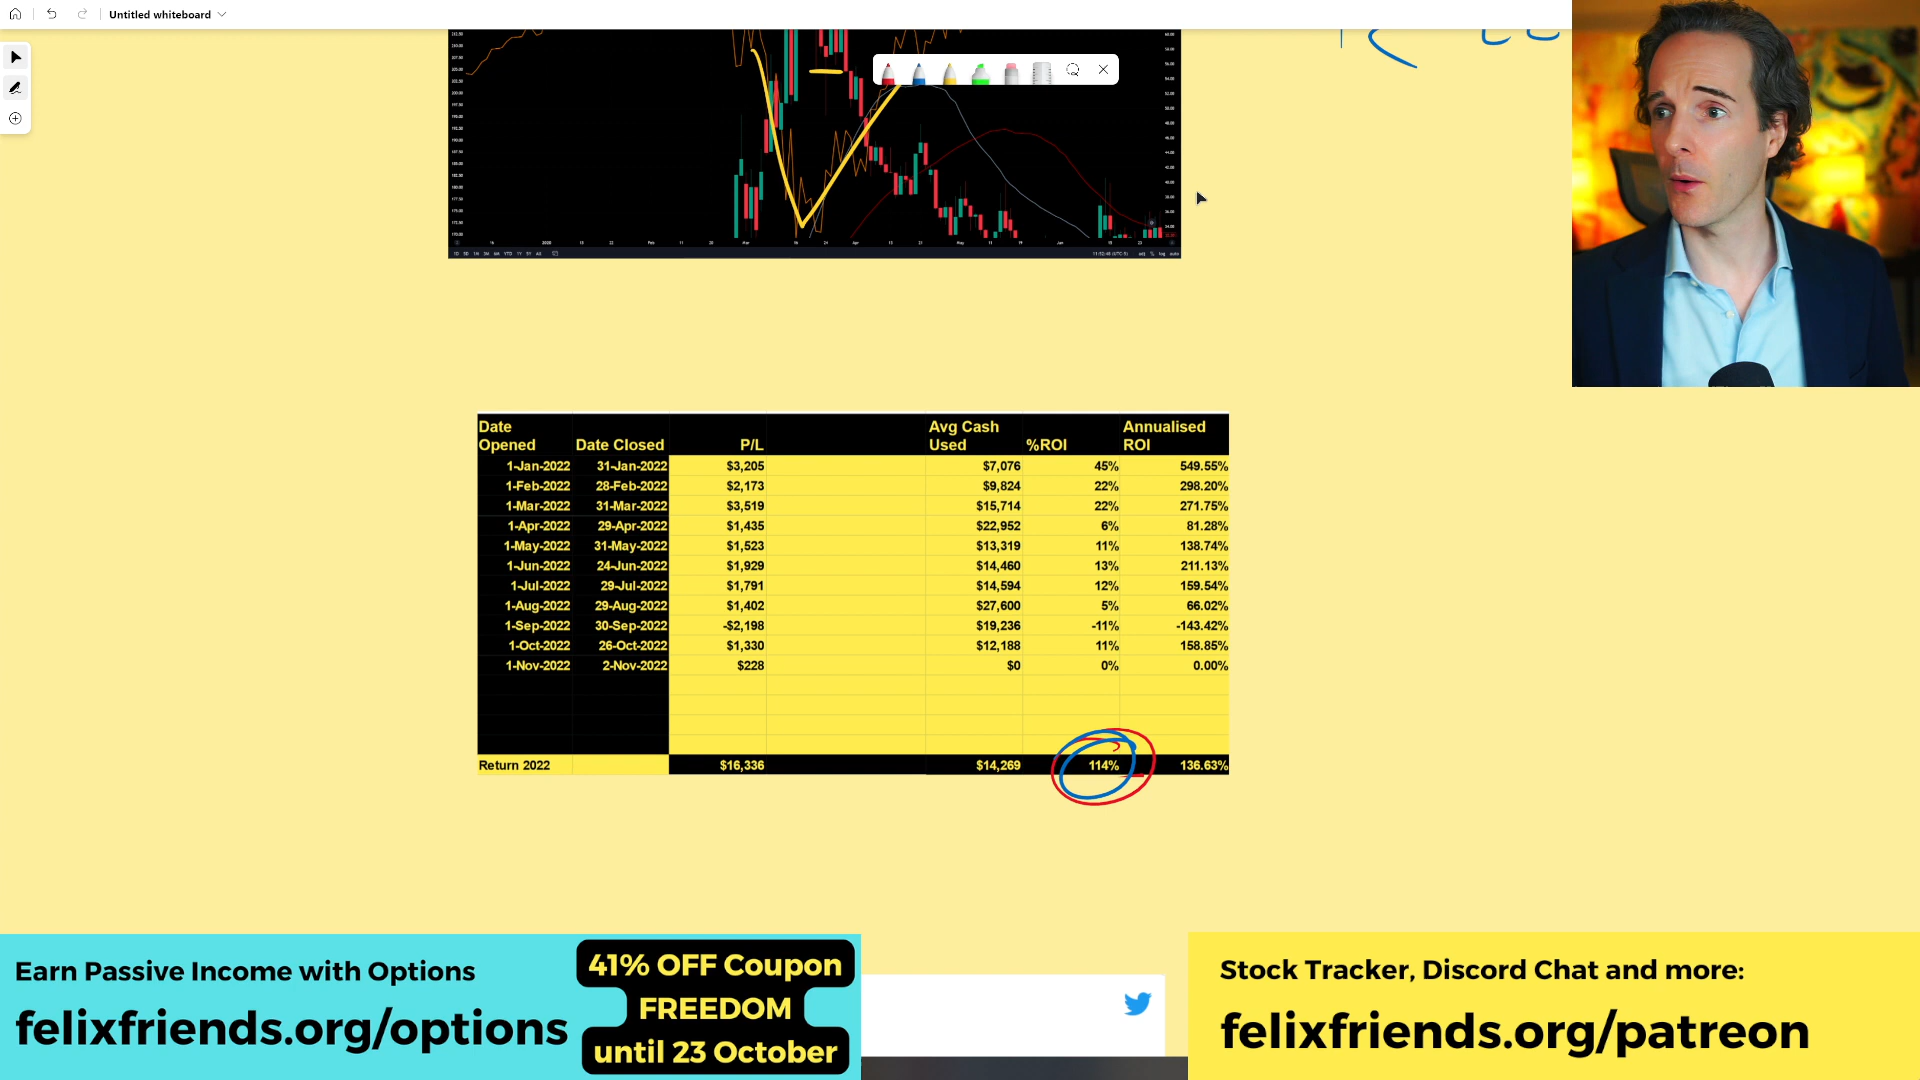 Untitled whiteboard
Date Opened Date Closed P/L Avg Cash Used %ROI Annualised ROI
1-Jan-2022 31-Jan-2022 $3,205 $7,076 45% 549.55%
1-Feb-2022 28-Feb-2022 $2,173 $9,824 22% 298.20%
1-Mar-2022 31-Mar-2022 $3,519 $15,714 22% 271.75%
1-Apr-2022 29-Apr-2022 $1,435 $22,952 6% 81.28%
1-May-2022 31-May-2022 $1,523 $13,319 11% 138.74%
1-Jun-2022 24-Jun-2022 $1,929 $14,460 13% 211.13%
1-Jul-2022 29-Jul-2022 $1,791 $14,594 12% 159.54%
1-Aug-2022 29-Aug-2022 $1,402 $27,600 5% 66.02%
1-Sep-2022 30-Sep-2022 -$2,198 $19,236 -11% -143.42%
1-Oct-2022 26-Oct-2022 $1,330 $12,188 11% 158.85%
1-Nov-2022 2-Nov-2022 $228 $0 0% 0.00%
Return 2022 $16,336 $14,269 114% 136.63%
Earn Passive Income with Options
felixfriends.org/options
41% OFF Coupon
FREEDOM
until 23 October
Stock Tracker, Discord Chat and more:
felixfriends.org/patreon